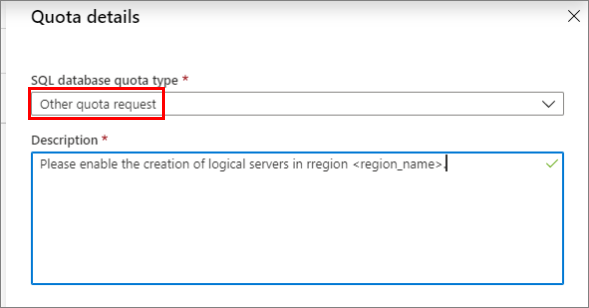 Quota details
SQL database quota type *
Other quota request
Description *
Please enable the creation of logical servers in rregion <region_name>.